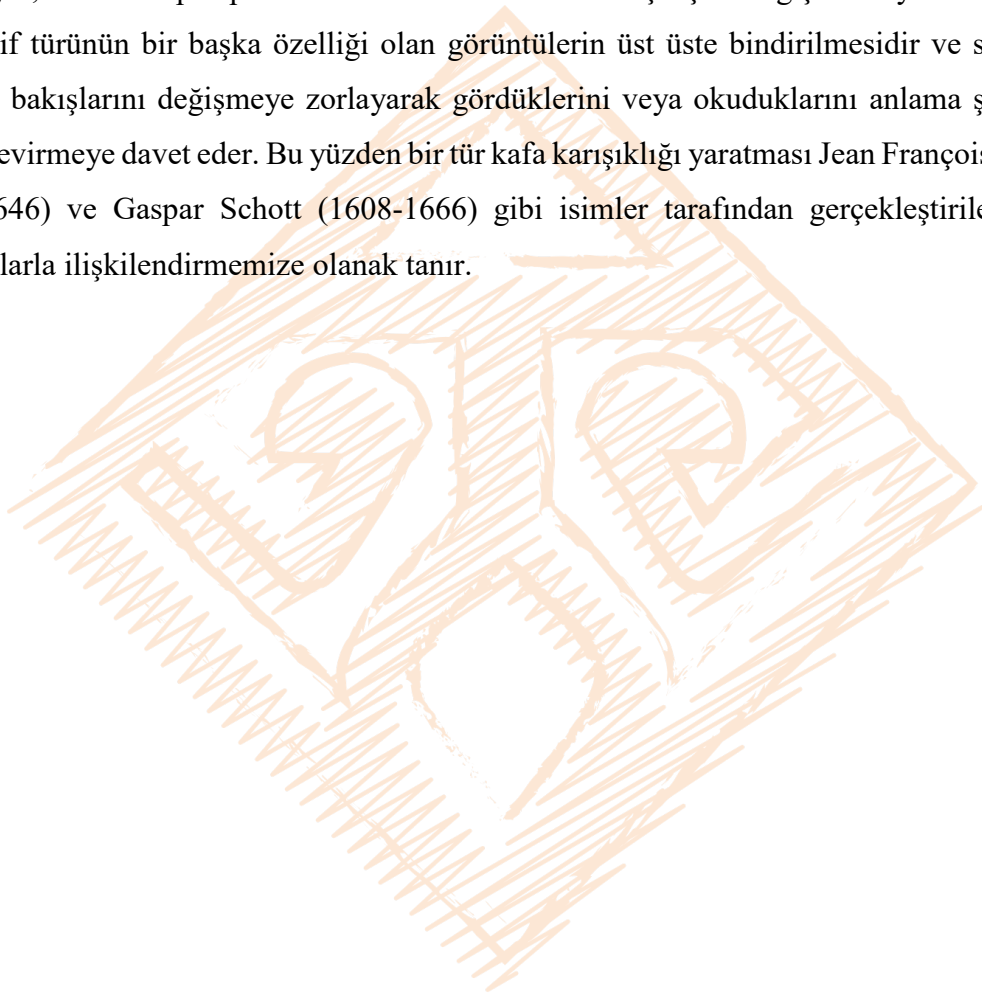 if türünün bir başka özelliği olan görüntülerin üst üste bindirilmesidir ve s
bakışlarını değişmeye zorlayarak gördüklerini veya okuduklarını anlama ş
evirmeye davet eder. Bu yüzden bir tür kafa karışıklığı yaratması Jean François
646) ve Gaspar Schott (1608-1666) gibi isimler tarafından gerçekleştirile
larla ilişkilendirmemize olanak tanır.